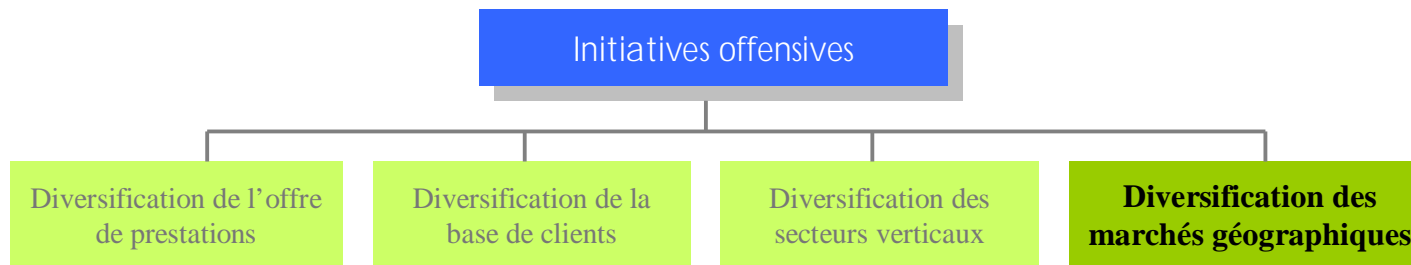 Initiatives offensives
Diversification de l’offre
de prestations
Diversification de la
base de clients
Diversification des
secteurs verticaux
Diversification des
marchés géographiques